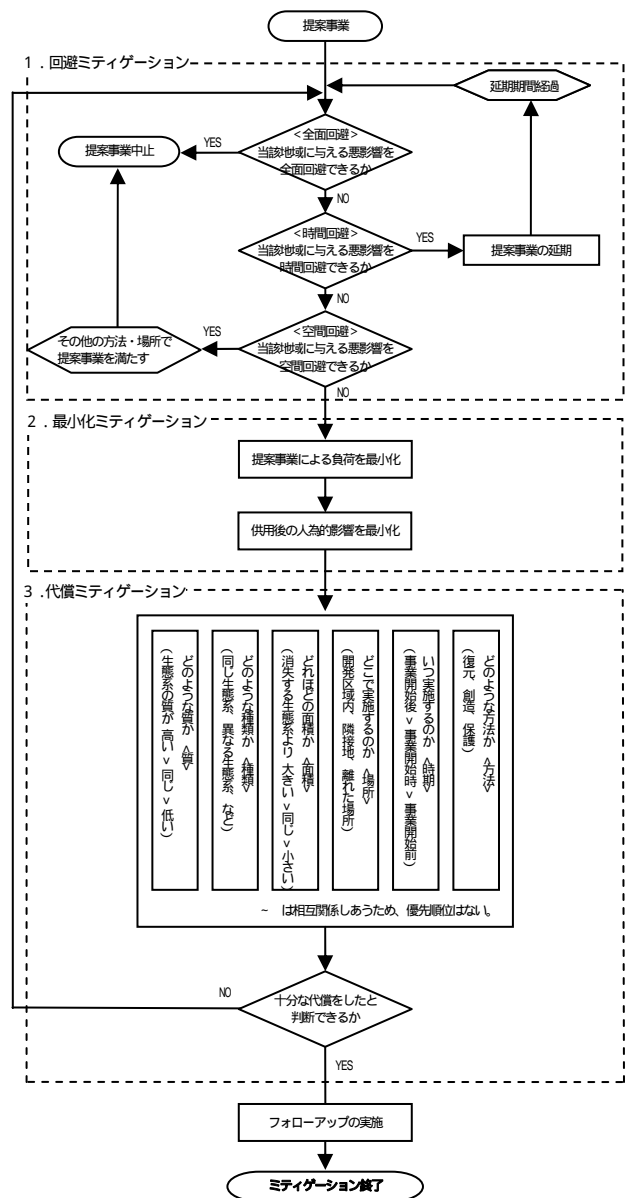 提案事業
1．回避ミティゲーション
延期期間経過
＜全面回避＞
当該地域に与える悪影響を
全面回避できるか
YES
提案事業中止
NO
＜時間回避＞
当該地域に与える悪影響を
時間回避できるか
YES
提案事業の延期
NO
＜空間回避＞
当該地域に与える悪影響を
空間回避できるか
YES
その他の方法・場所で
提案事業を満たす
NO
2．最小化ミティゲーション
提案事業による負荷を最小化
供用後の人為的影響を最小化
3．代償ミティゲーション
どのような方法か＜方法＞
（復元、創造、保護）
いつ実施するのか＜時期＞
（事業開始後＞事業開始時＞事業開始前）
どこで実施するのか＜場所＞
（開発区域内、隣接地、離れた場所）
どれほどの面積か＜面積＞
（消失する生態系より大きい＞同じ＞小さい）
どのような種類か＜種類＞
（同じ生態系、異なる生態系、など）
どのような質か＜質＞
（生態系の質が高い＞同じ＞低い）
~ は相互関係しあうため、優先順位はない。
十分な代償をしたと
判断できるか
NO
YES
フォローアップの実施
ミティゲーション終了